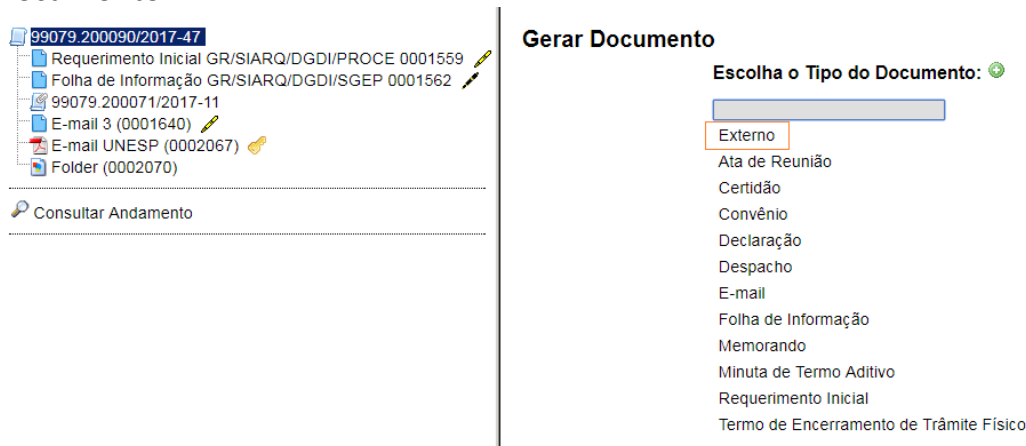 99079.200090/2017-47
Requerimento Inicial GR/SIARQ/DGDI/PROCE 0001559
Folha de Informação GR/SIARQ/DGDI/SGEP 0001562
99079.200071/2017-11
E-mail 3 (0001640)
E-mail UNESP (0002067)
Folder (0002070)
Consultar Andamento
Gerar Documento
Escolha o Tipo do Documento:
Externo
Ata de Reunião
Certidão
Convênio
Declaração
Despacho
E-mail
Folha de Informação
Memorando
Minuta de Termo Aditivo
Requerimento Inicial
Termo de Encerramento de Trâmite Físico